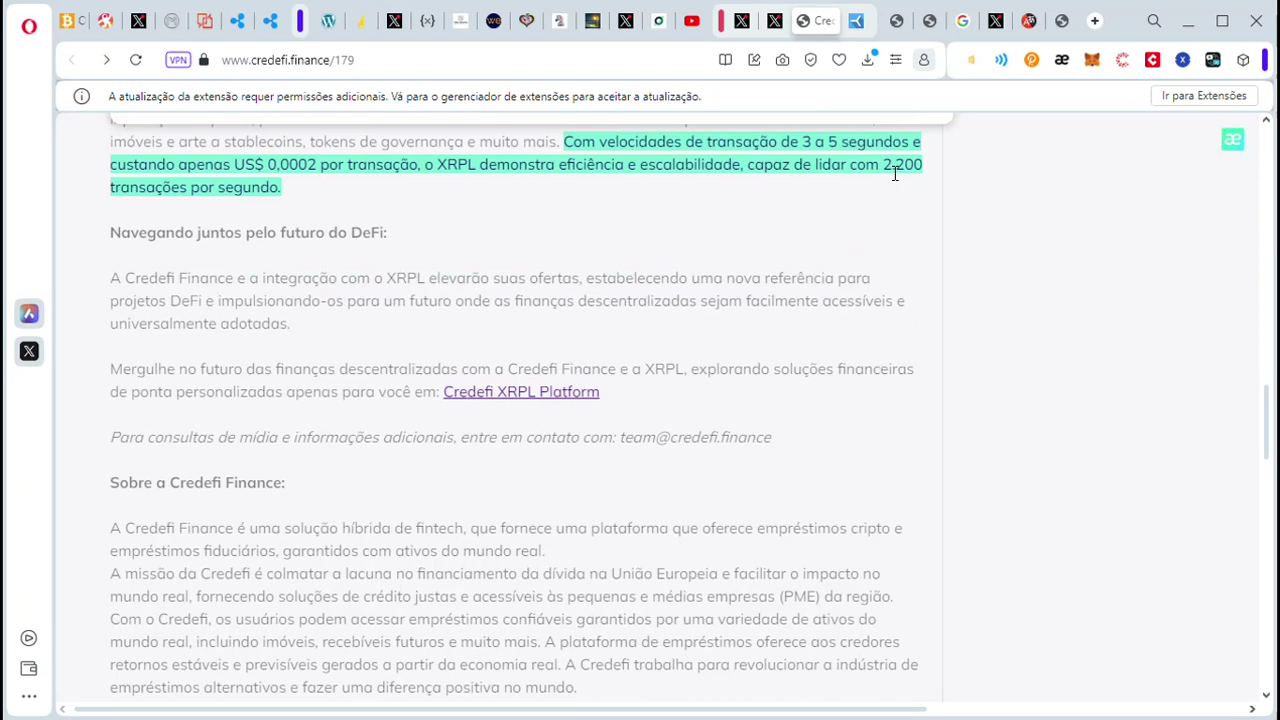 Crec
VPN
www.credefi.finance/179
A atualização da extensão requer permissões adicionais. Vá para o gerenciador de extensões para aceitar a atualização.
Ir para Extensões
imóveis e arte a stablecoins, tokens de governança e muito mais. Com velocidades de transação de 3 a 5 segundos e
custando apenas US$ 0,0002 por transação, o XRPL demonstra eficiência e escalabilidade, capaz de lidar com 2.200
transações por segundo.
Navegando juntos pelo futuro do DeFi:
A Credefi Finance e a integração com o XRPL elevarão suas ofertas, estabelecendo uma nova referência para
projetos DeFi e impulsionando-os para um futuro onde as finanças descentralizadas sejam facilmente acessíveis e
universalmente adotadas.
Mergulhe no futuro das finanças descentralizadas com a Credefi Finance e a XRPL, explorando soluções financeiras
de ponta personalizadas apenas para você em: Credefi XRPL Platform
Para consultas de mídia e informações adicionais, entre em contato com: team@credefi.finance
Sobre a Credefi Finance:
A Credefi Finance é uma solução híbrida de fintech, que fornece uma plataforma que oferece empréstimos cripto e
empréstimos fiduciários, garantidos com ativos do mundo real.
A missão da Credefi é colmatar a lacuna no financiamento da dívida na União Europeia e facilitar o impacto no
mundo real, fornecendo soluções de crédito justas e acessíveis às pequenas e médias empresas (PME) da região.
Com o Credefi, os usuários podem acessar empréstimos confiáveis garantidos por uma variedade de ativos do
mundo real, incluindo imóveis, recebíveis futuros e muito mais. A plataforma de empréstimos oferece aos credores
retornos estáveis e previsíveis gerados a partir da economia real. A Credefi trabalha para revolucionar a indústria de
empréstimos alternativos e fazer uma diferença positiva no mundo.